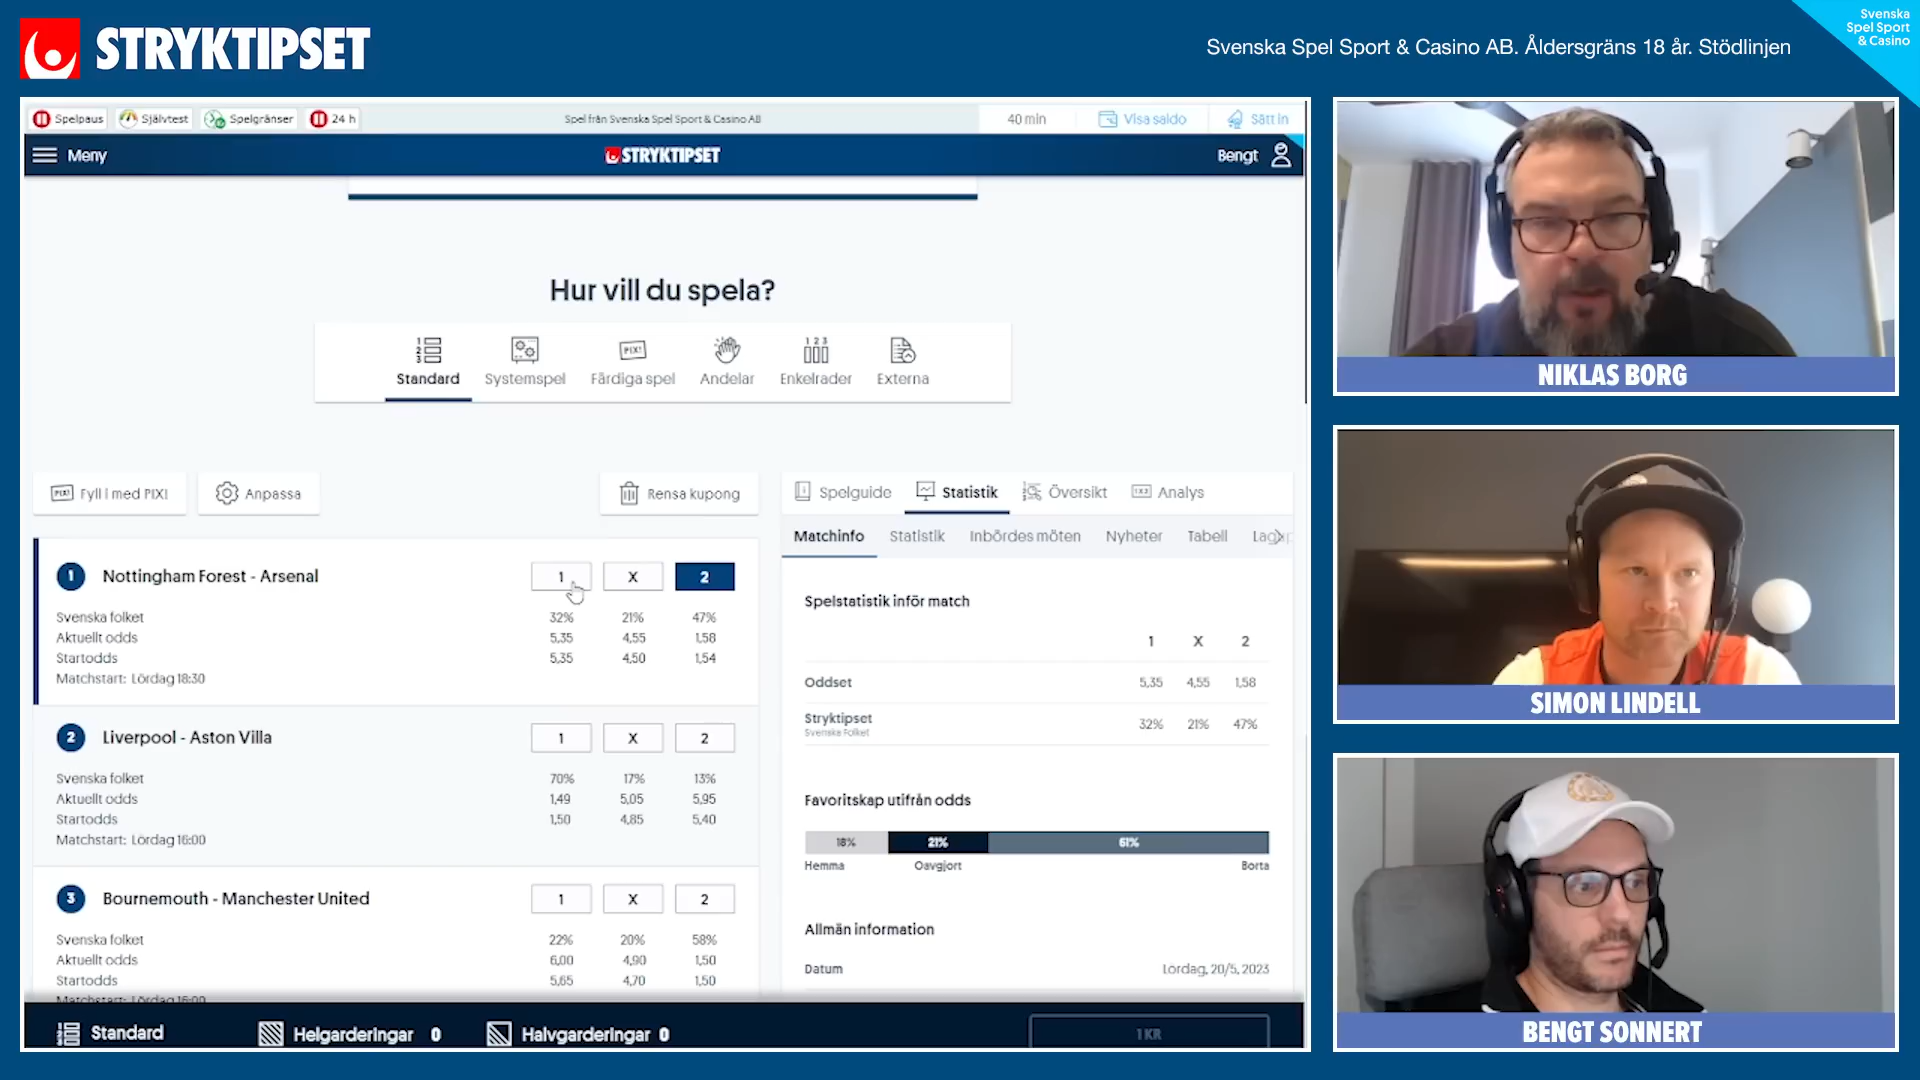 STRYKTIPSET
Svenska Spel Sport & Casino AB. Åldersgräns 18 år. Stödlinjen
Svenska
Spel Sport
& Casino
Spelpaus
Självtest
Spelgränser
24 h
Spel från Svenska Spel Sport & Casino AB
40 min
Visa saldo
Sätt in
Meny
STRYKTIPSET
Bengt
Hur vill du spela?
Standard
Systemspel
Färdiga spel
Andelar
Enkelrader
Externa
Fyll i med PIX!
Anpassa
Rensa kupong
Spelguide
Statistik
Översikt
Analys
Matchinfo
Statistik
Inbördes möten
Nyheter
Tabell
1 Nottingham Forest - Arsenal 1 X 2
Svenska folket 32% 21% 47%
Aktuellt odds 5,35 4,55 1,58
Startodds 5,35 4,50 1,54
Matchstart: Lördag 18:30
2 Liverpool - Aston Villa 1 X 2
Svenska folket 70% 17% 13%
Aktuellt odds 1,49 5,05 5,95
Startodds 1,50 4,85 5,40
Matchstart: Lördag 16:00
3 Bournemouth - Manchester United 1 X 2
Svenska folket 22% 20% 58%
Aktuellt odds 6,00 4,90 1,50
Startodds 5,65 4,70 1,50
Matchstart: Lördag 16:00
Spelstatistik inför match
1 X 2
Oddset 5,35 4,55 1,58
Stryktipset 32% 21% 47%
Svenska Folket
Favoritskap utifrån odds
18% 21% 61%
Hemma Oavgjort Borta
Allmän information
Datum Lördag, 20/5, 2023
Standard
Helgarderingar 0
Halvgarderingar 0
1 KR
NIKLAS BORG
SIMON LINDELL
BENGT SONNERT